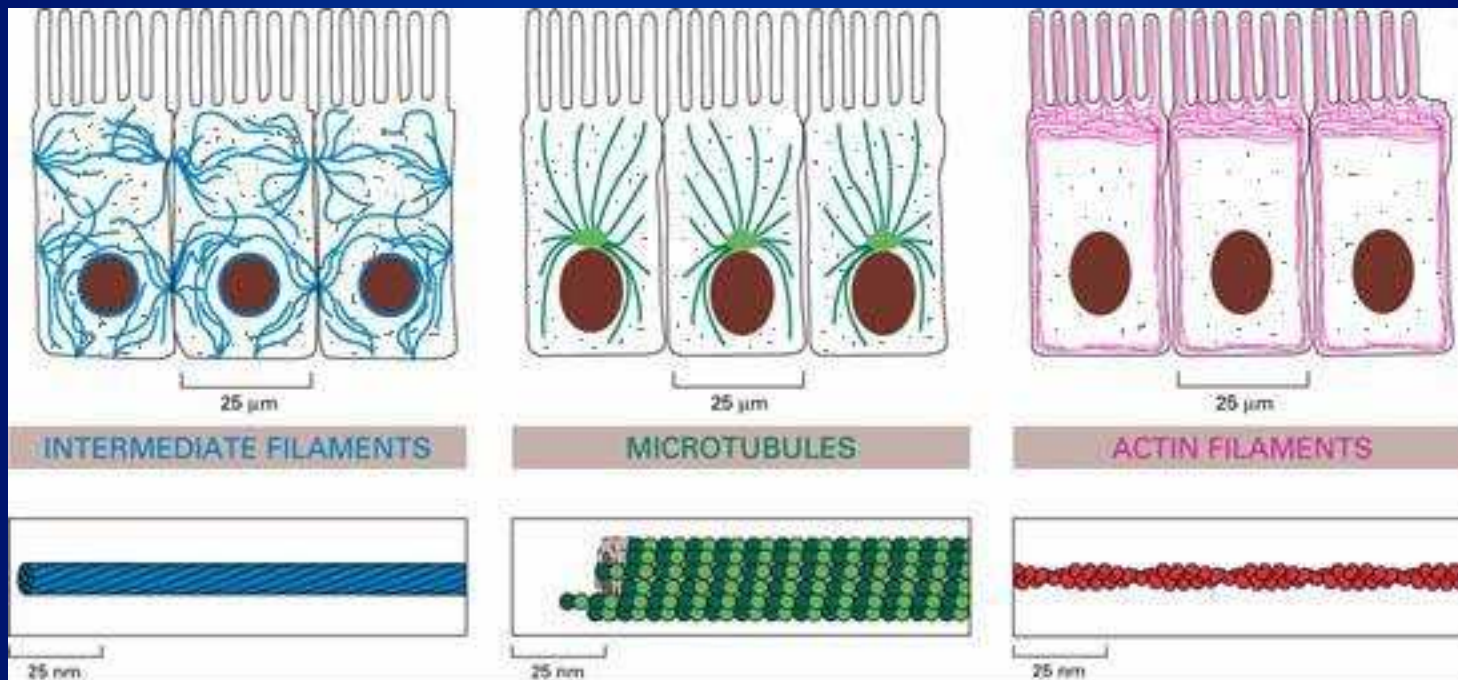 25 μm
25 μm
25 μm
INTERMEDIATE FILAMENTS
MICROTUBULES
ACTIN FILAMENTS
25 nm
25 nm
25 nm